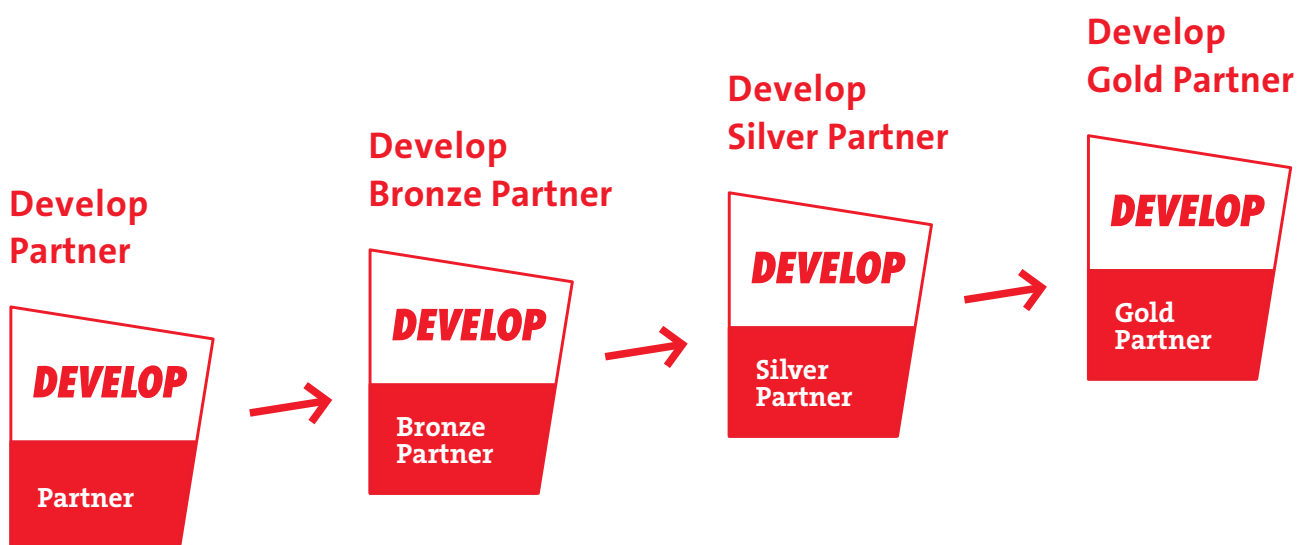 Develop
Partner
DEVELOP
Partner
Develop
Bronze Partner
DEVELOP
Bronze
Partner
Develop
Silver Partner
DEVELOP
Silver
Partner
Develop
Gold Partner
DEVELOP
Gold
Partner